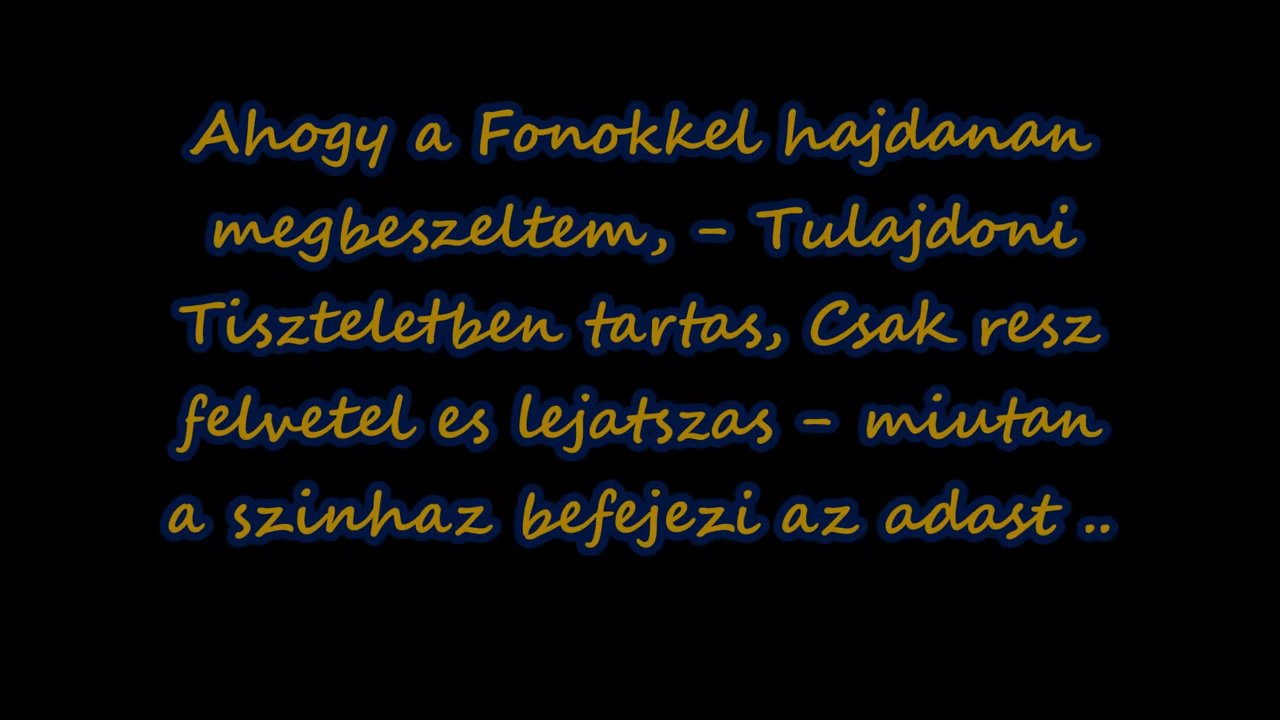 Ahogy a Fonokkel hajdanan
megbeszeltem, - Tulajdoni
Tiszteletben tartas, Csak resz
felvetel es lejatszas - miutan
a szinhaz befejezi az adast ..